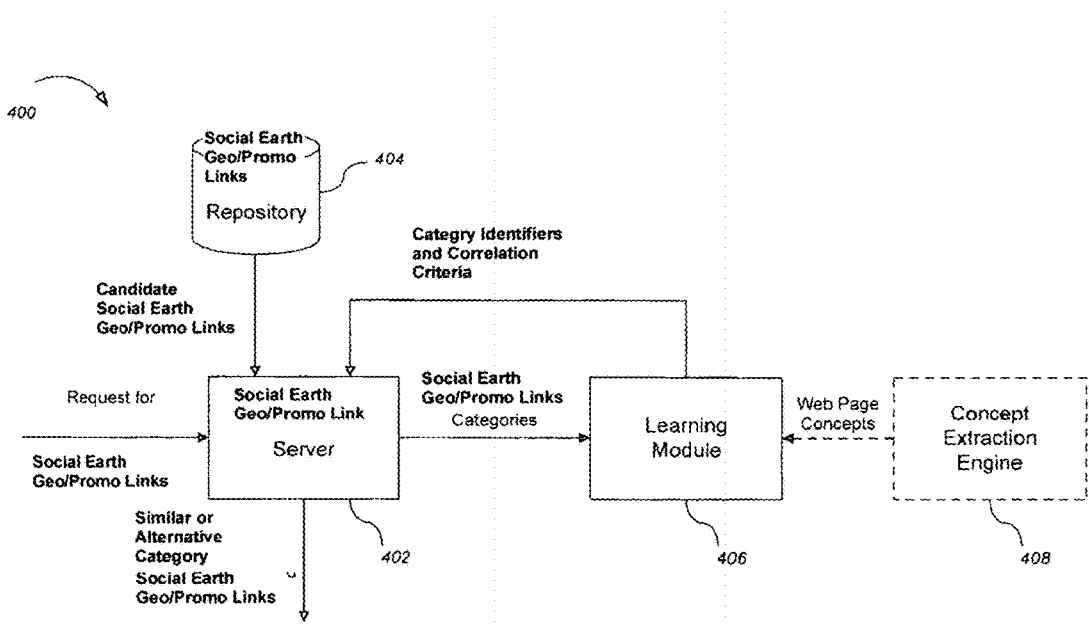 400
Social Earth
Geo/Promo
Links
Repository
404
Categry Identifiers
and Correlation
Criteria
Candidate
Social Earth
Geo/Promo Links
Request for
Social Earth
Geo/Promo Links
Social Earth
Geo/Promo Link
Server
402
Social Earth
Geo/Promo Links
Categories
Learning
Module
406
Web Page
Concepts
Concept
Extraction
Engine
408
Similar or
Alternative
Category
Social Earth
Geo/Promo Links